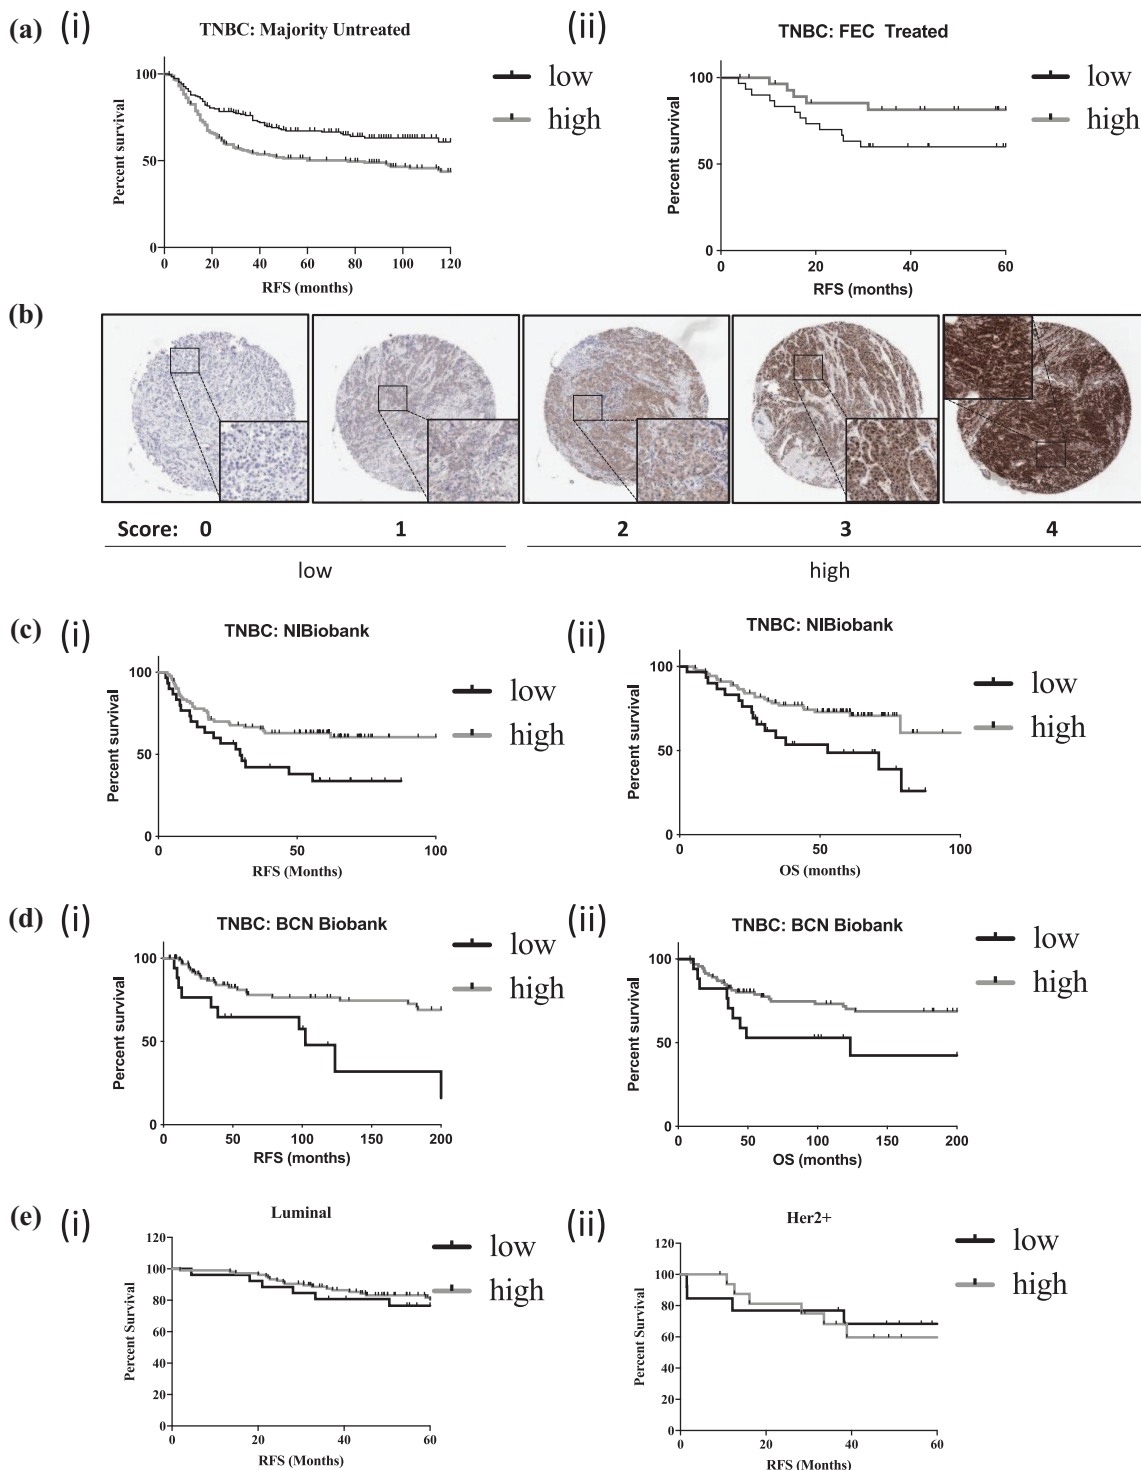 (a) (i) TNBC: Majority Untreated
low
high
100
50
0
Percent survival
0 20 40 60 80 100 120
RFS (months)
(ii) TNBC: FEC Treated
low
high
100
50
0
Percent survival
0 20 40 60
RFS (months)
(b)
Score: 0 1 2 3 4
low high
(c) (i) TNBC: NIBiobank
low
high
100
50
0
Percent survival
0 50 100
RFS (Months)
(ii) TNBC: NIBiobank
low
high
100
50
0
Percent survival
0 50 100
OS (months)
(d) (i) TNBC: BCN Biobank
low
high
100
50
0
Percent survival
0 50 100 150 200
RFS (months)
(ii) TNBC: BCN Biobank
low
high
100
50
0
Percent survival
0 50 100 150 200
OS (months)
(e) (i) Luminal
low
high
120
100
80
60
40
20
0
Percent Survival
0 20 40 60
RFS (Months)
(ii) Her2+
low
high
120
100
80
60
40
20
0
Percent Survival
0 20 40 60
RFS (Months)